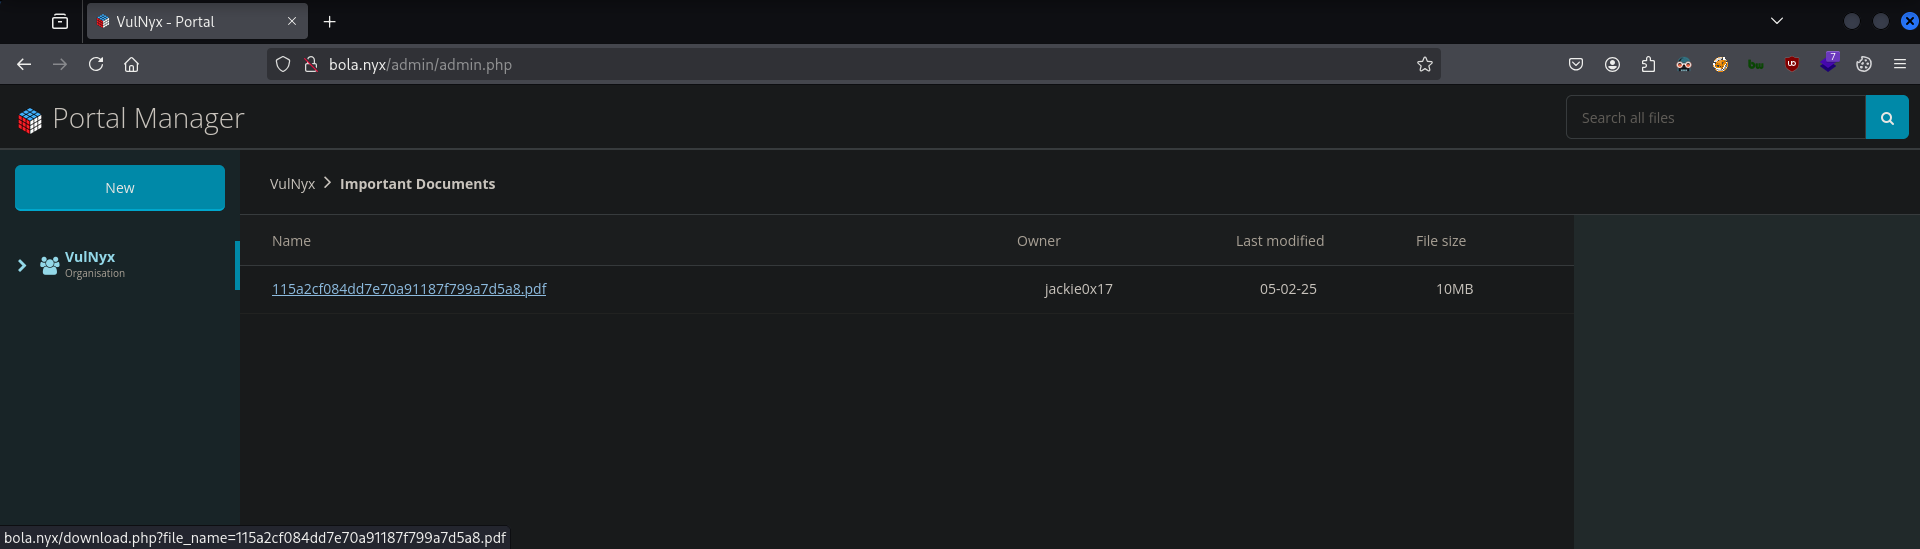 VulNyx - Portal
bola.nyx/admin/admin.php
7
Portal Manager
Search all files
New
VulNyx
Organisation
VulNyx Important Documents
Name Owner Last modified File size
115a2cf084dd7e70a91187f799a7d5a8.pdf jackie0x17 05-02-25 10MB
bola.nyx/download.php?file_name=115a2cf084dd7e70a91187f799a7d5a8.pdf